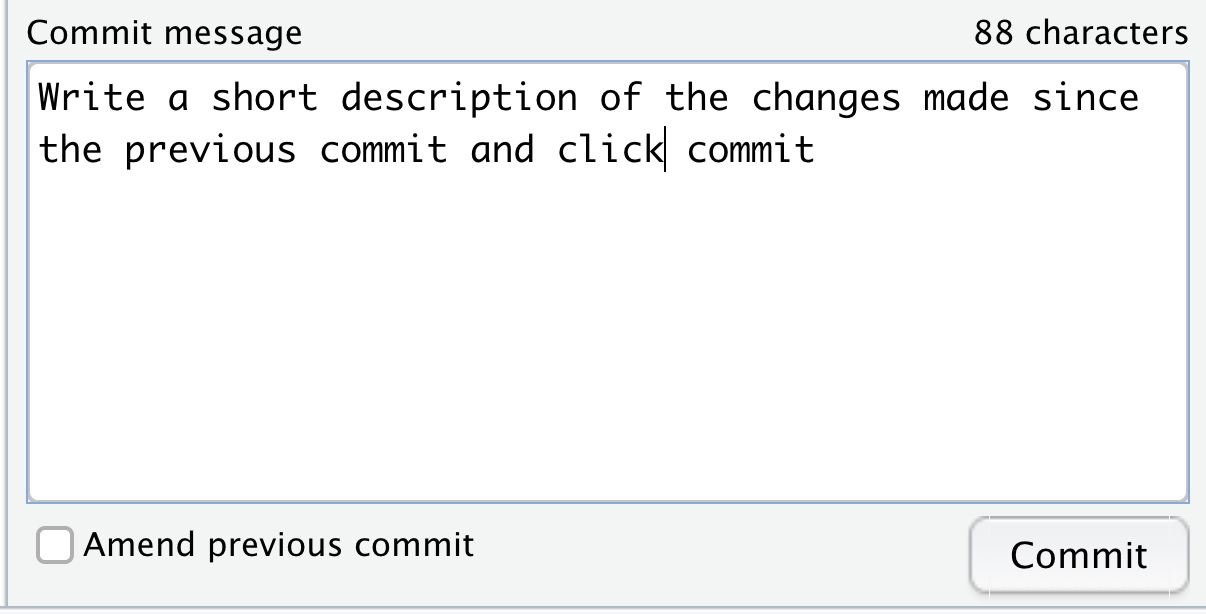 Commit message
88 characters
Write a short description of the changes made since
the previous commit and click commit
Amend previous commit
Commit